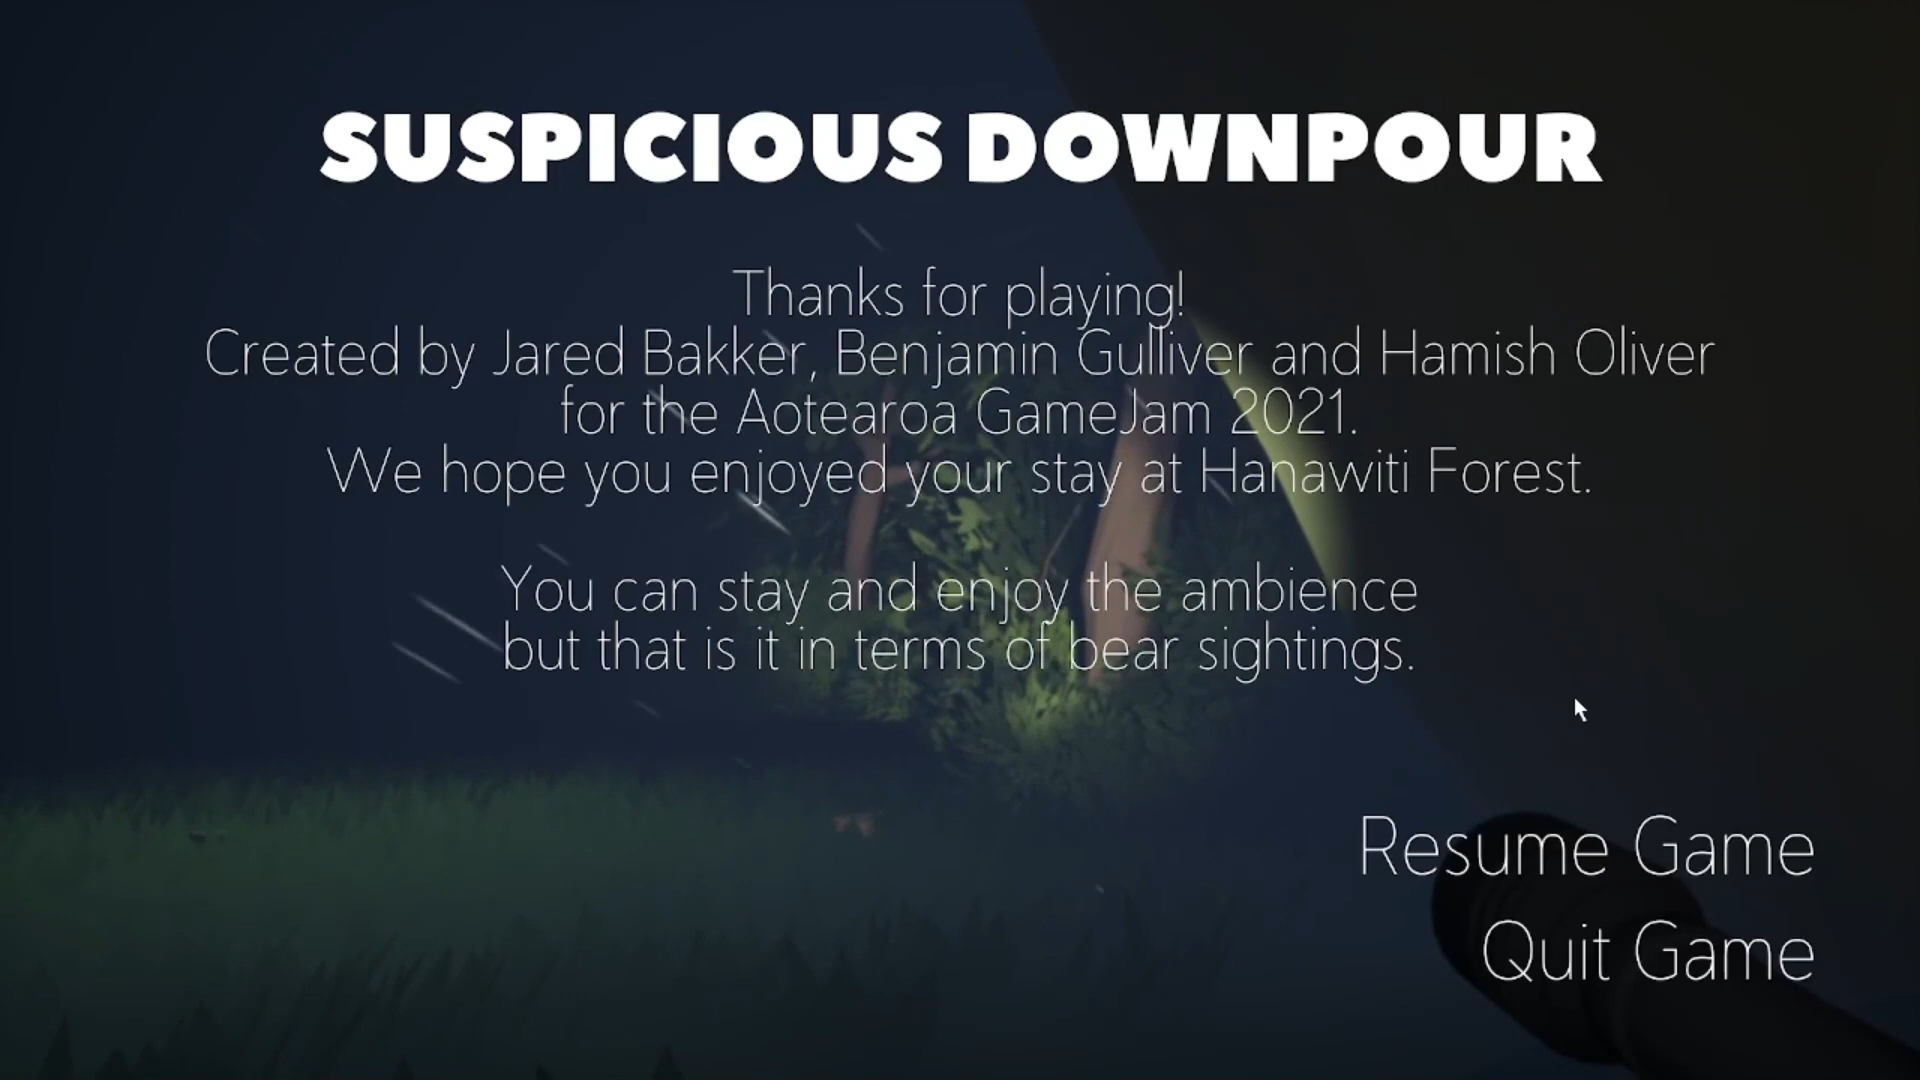 SUSPICIOUS DOWNPOUR
Thanks for playing!
Created by Jared Bakker, Benjamin Gulliver and Hamish Oliver
for the Aotearoa GameJam 2021.
We hope you enjoyed your stay at Hanawiti Forest.
You can stay and enjoy the ambience
but that is it in terms of bear sightings.
Resume Game
Quit Game